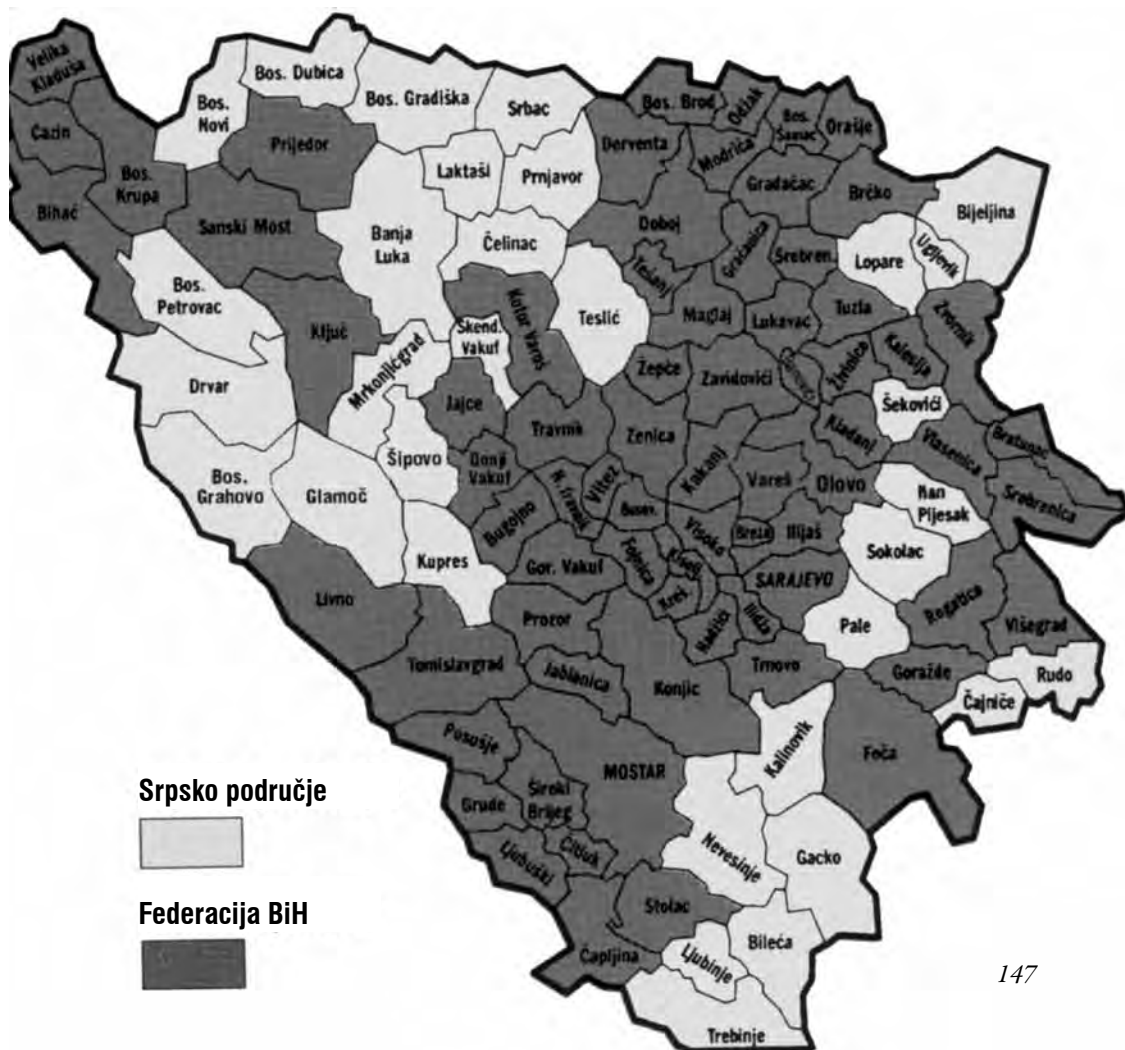 Velika
Kladuša
Cazin
Bihać
Bos.
Krupa
Bos.
Novi
Bos. Dubica
Prijedor
Bos. Gradiška
Srbac
Laktaši
Prnjavor
Sanski Most
Banja
Luka
Čelinac
Bos.
Petrovac
Ključ
Kotor Varoš
Skend.
Vakuf
Teslić
Mrkonjićgrad
Drvar
Bos.
Grahovo
Glamoč
Šipovo
Jajce
Donji
Vakuf
Kupres
Bugojno
Travnik
N. Travnik
Vitez
Busov.
Zenica
Žepče
Zavidovići
Maglaj
Tešanj
Doboj
Derventa
Bos. Brod
Odžak
Modriča
Bos.
Šamac
Orašje
Gradačac
Brčko
Gračanica
Srebren.
Lukavac
Tuzla
Lopare
Ugljevik
Bijeljina
Zvornik
Živinice
Kalesija
Šekovići
Kladanj
Vlasenica
Bratunac
Srebrenica
Han
Pijesak
Sokolac
Olovo
Vareš
Kakanj
Visoko
Breza
Ilijaš
SARAJEVO
Ilidža
Hadžići
Kiselj.
Kreš.
Fojnica
Gor. Vakuf
Prozor
Jablanica
Konjic
Trnovo
Pale
Rogatica
Višegrad
Goražde
Rudo
Čajniče
Foča
Kalinovik
Livno
Tomislavgrad
Posušje
Grude
Široki
Brijeg
Ljubuški
Čitluk
MOSTAR
Nevesinje
Gacko
Stolac
Čapljina
Ljubinje
Bileća
Trebinje
Srpsko područje
Federacija BiH
147